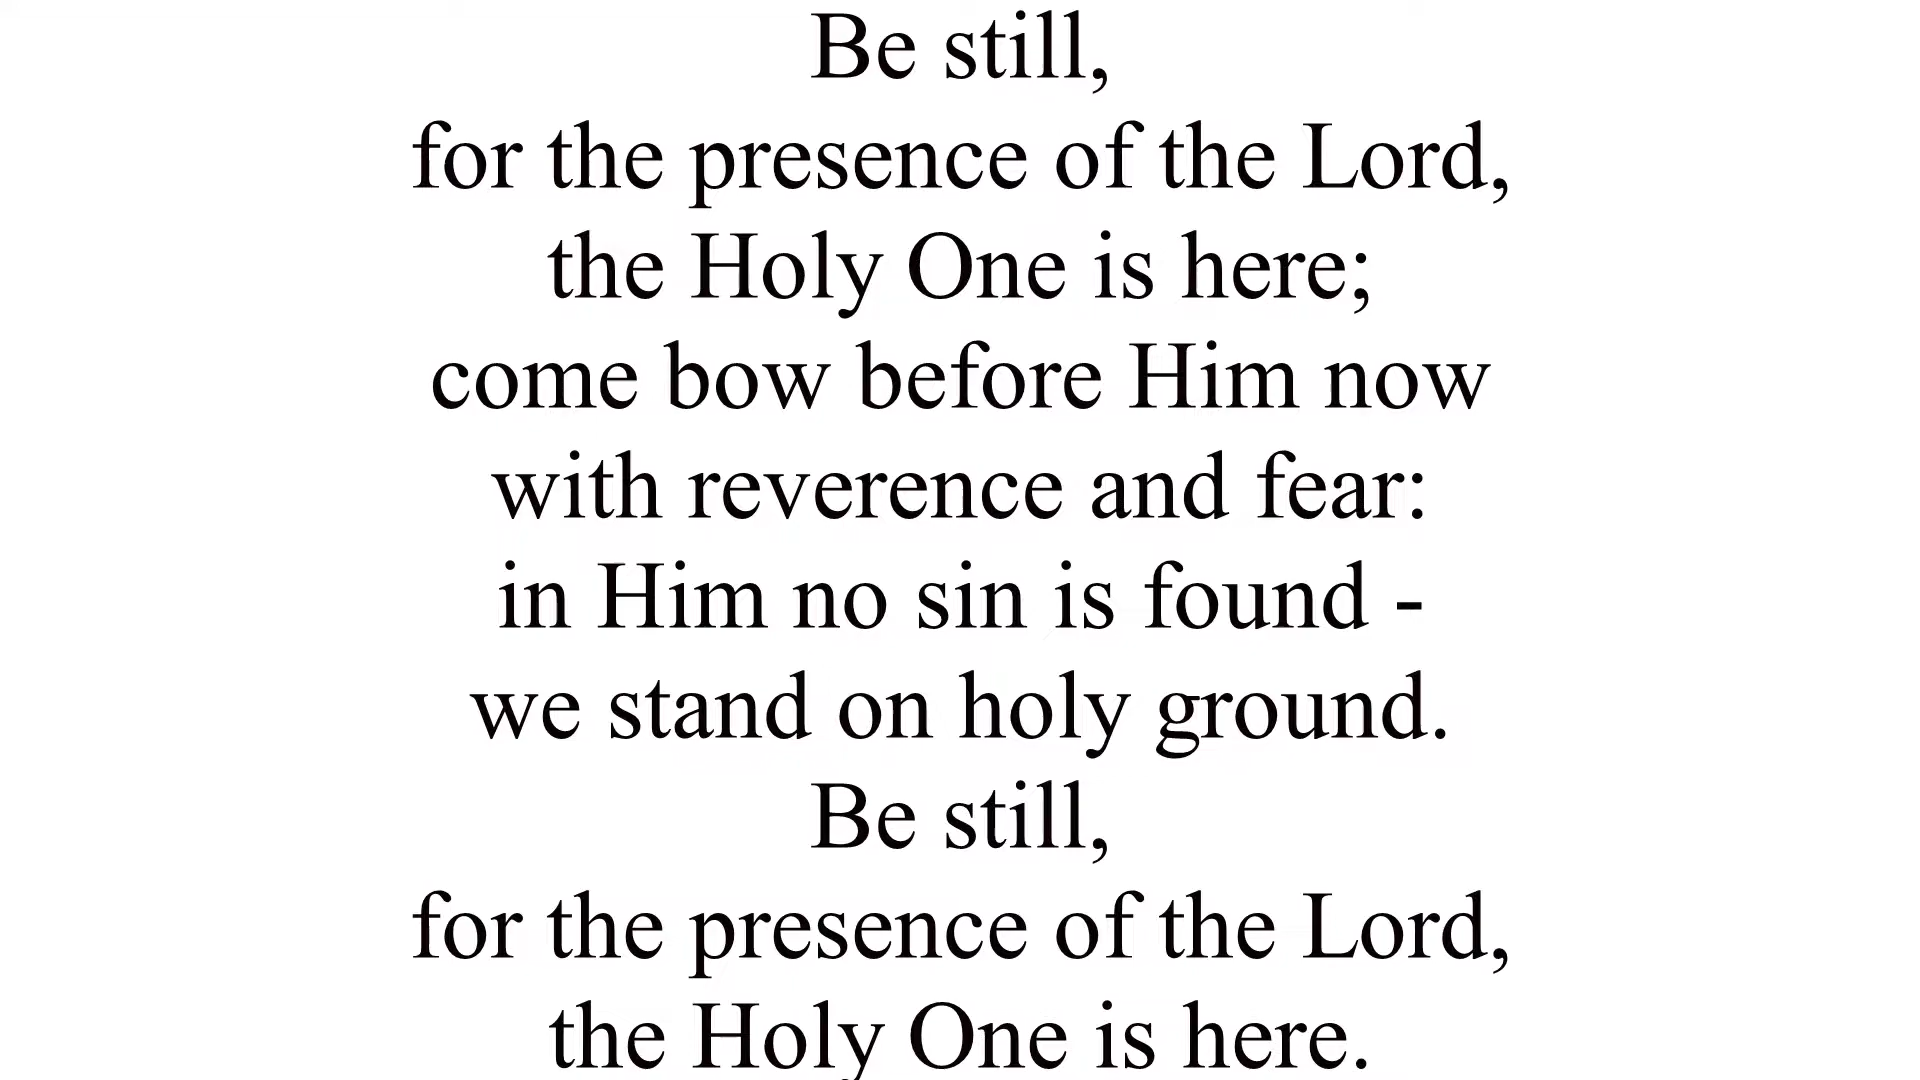 Be still,
for the presence of the Lord,
the Holy One is here;
come bow before Him now
with reverence and fear:
in Him no sin is found -
we stand on holy ground.
Be still,
for the presence of the Lord,
the Holy One is here.